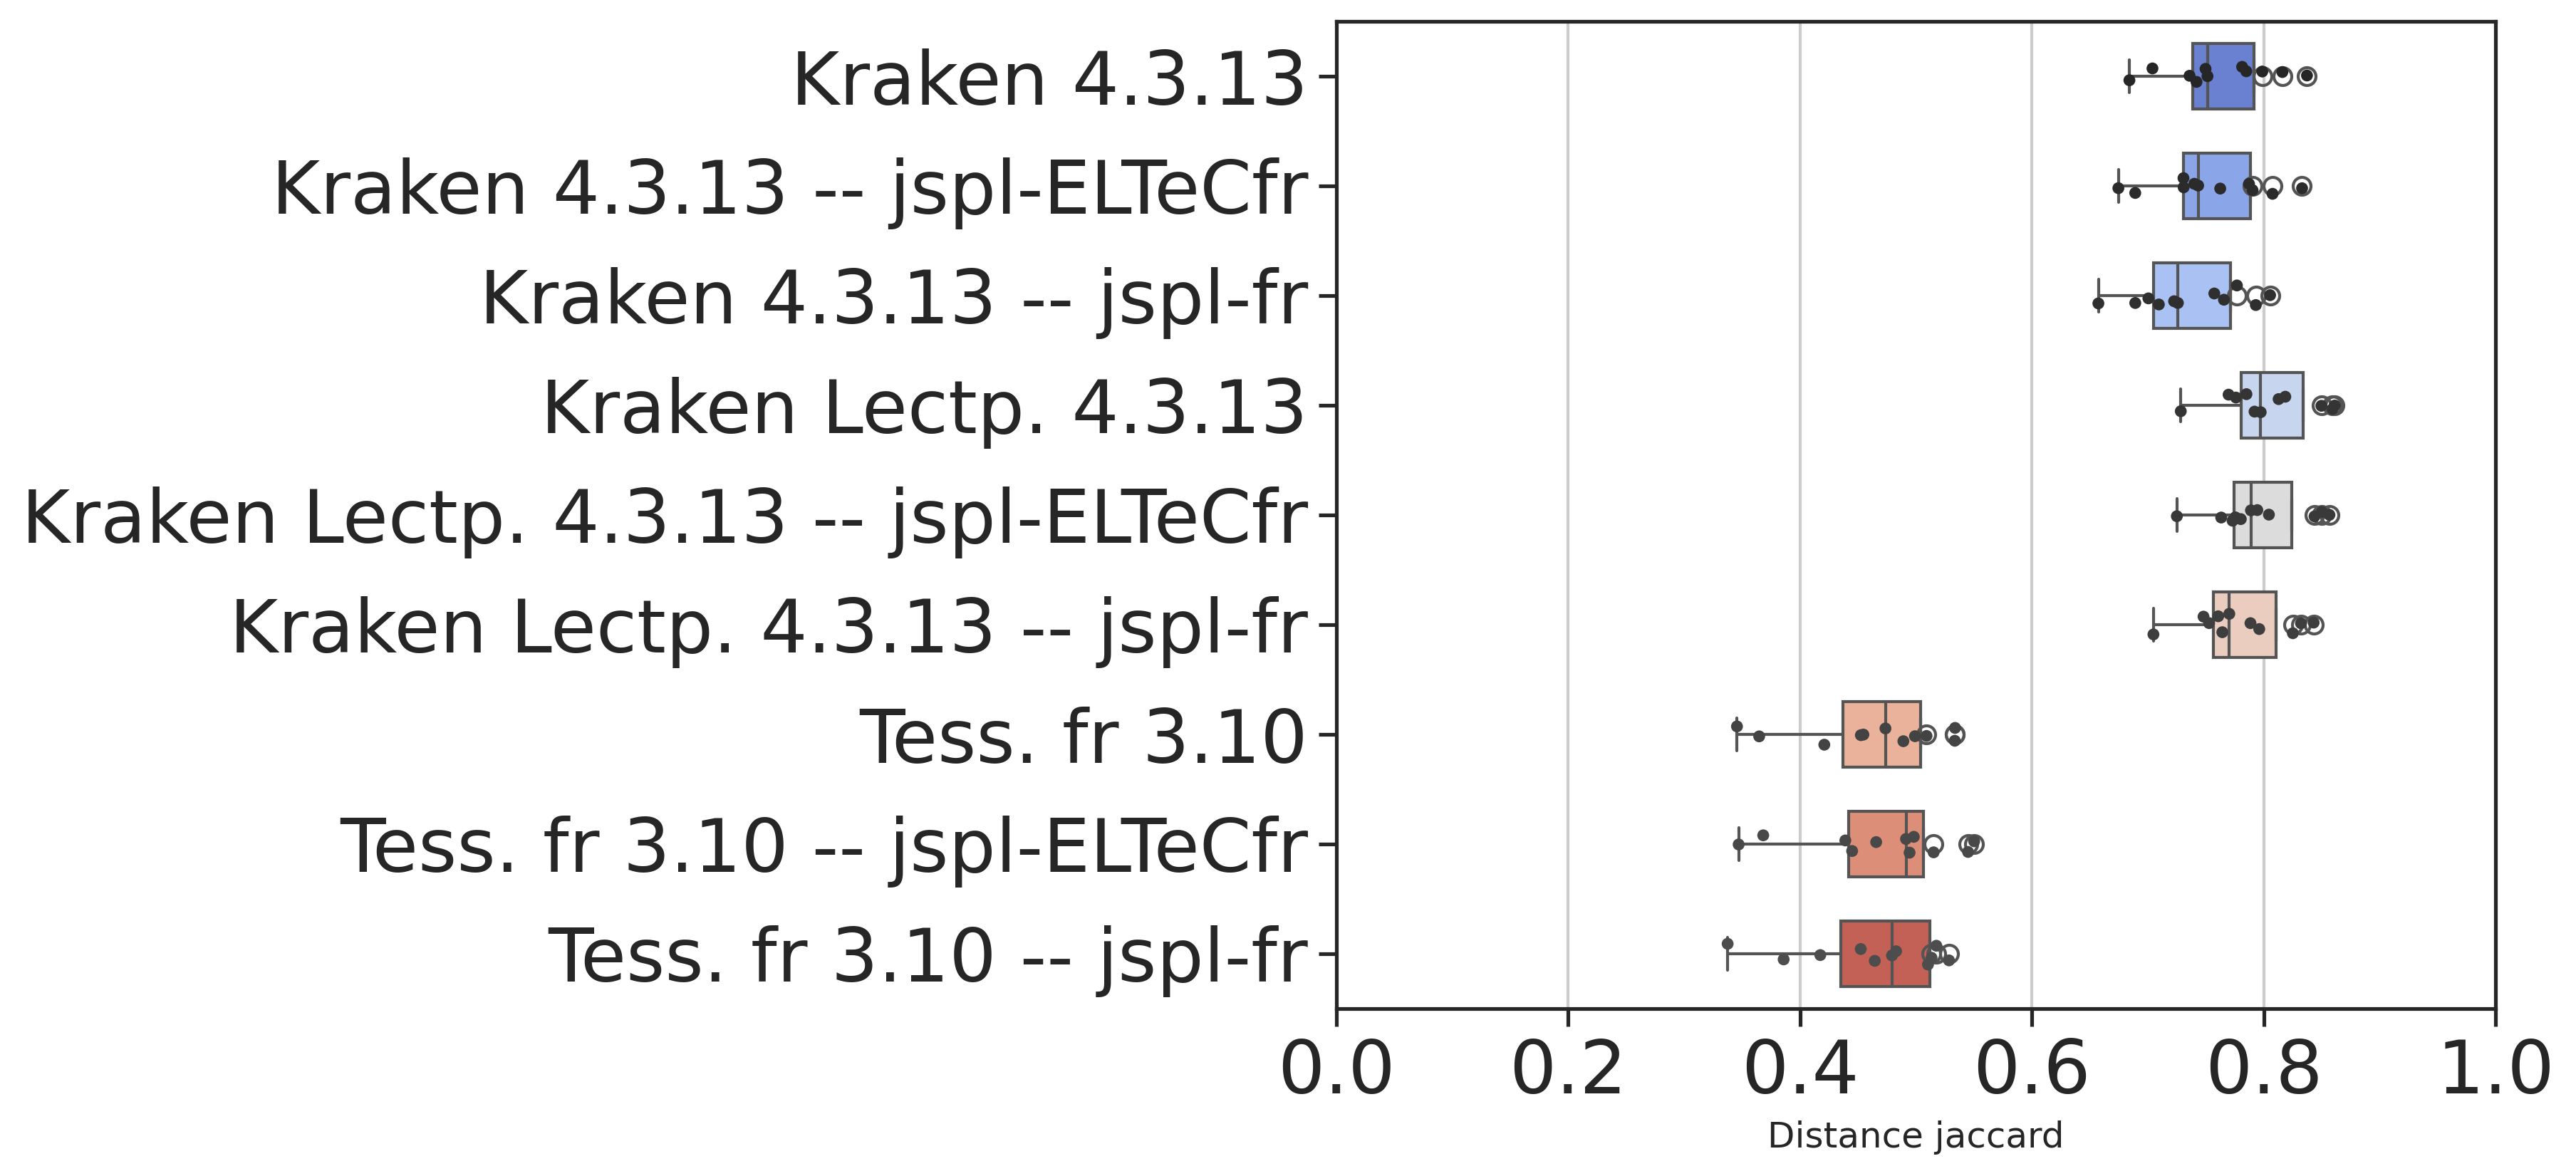 Kraken 4.3.13
Kraken 4.3.13 -- jspl-ELTeCfr
Kraken 4.3.13 -- jspl-fr
Kraken Lectp. 4.3.13
Kraken Lectp. 4.3.13 -- jspl-ELTeCfr
Kraken Lectp. 4.3.13 -- jspl-fr
Tess. fr 3.10
Tess. fr 3.10 -- jspl-ELTeCfr
Tess. fr 3.10 -- jspl-fr
0.0 0.2 0.4 0.6 0.8 1.0
Distance jaccard